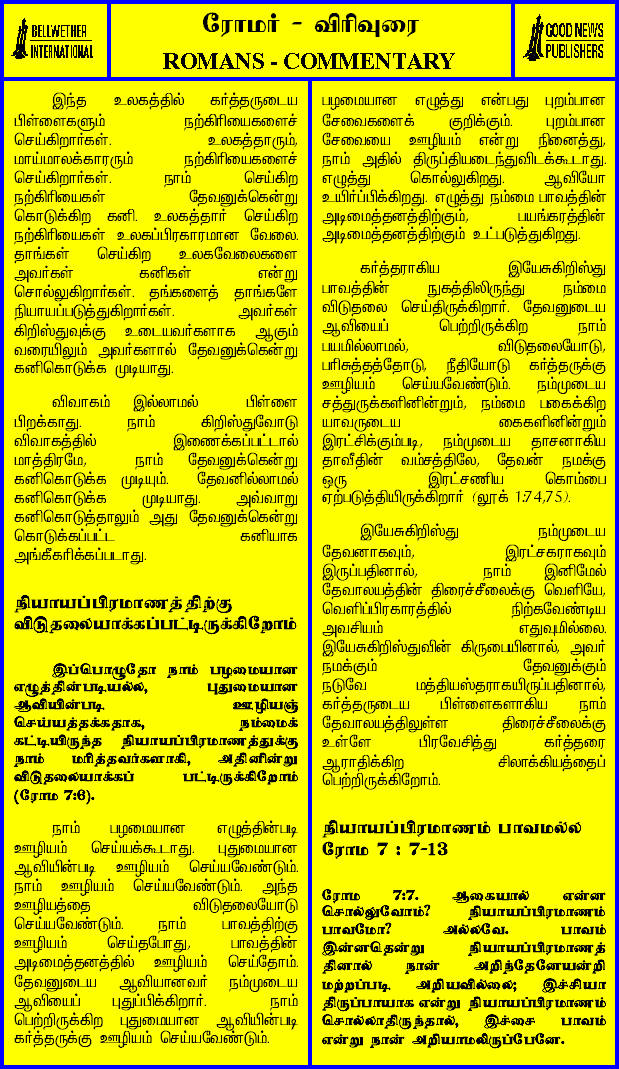 BELLWETHER
INTERNATIONAL
ரோமர் - விரிவுரை
ROMANS - COMMENTARY
GOOD NEWS
PUBLISHERS
இந்த உலகத்தில் கர்த்தருடைய
பிள்ளைகளும் நற்கிரியைகளைச்
செய்கிறார்கள். உலகத்தாரும்,
மாய்மாலக்காரரும் நற்கிரியைகளைச்
செய்கிறார்கள். நாம் செய்கிற
நற்கிரியைகள் தேவனுக்கென்று
கொடுக்கிற கனி. உலகத்தார் செய்கிற
நற்கிரியைகள் உலகப்பிரகாரமான வேலை.
தாங்கள் செய்கிற உலகவேலைகளை
அவர்கள் கனிகள் என்று
சொல்லுகிறார்கள். தங்களைத் தாங்களே
நியாயப்படுத்துகிறார்கள். அவர்கள்
கிறிஸ்துவுக்கு உடையவர்களாக ஆகும்
வரையிலும் அவர்களால் தேவனுக்கென்று
கனிகொடுக்க முடியாது.
விவாகம் இல்லாமல் பிள்ளை
பிறக்காது. நாம் கிறிஸ்துவோடு
விவாகத்தில் இணைக்கப்பட்டால்
மாத்திரமே, நாம் தேவனுக்கென்று
கனிகொடுக்க முடியும். தேவனில்லாமல்
கனிகொடுக்க முடியாது. அவ்வாறு
கனிகொடுத்தாலும் அது தேவனுக்கென்று
கொடுக்கப்பட்ட கனியாக
அங்கீகரிக்கப்படாது.
நியாயப்பிரமாணத்திற்கு
விடுதலையாக்கப்பட்டிருக்கிறோம்
இப்பொழுதோ நாம் பழமையான
எழுத்தின்படியல்ல, புதுமையான
ஆவியின்படி ஊழியஞ்
செய்யத்தக்கதாக, நம்மைக்
கட்டியிருந்த நியாயப்பிரமாணத்துக்கு
நாம் மரித்தவர்களாகி, அதினின்று
விடுதலையாக்கப் பட்டிருக்கிறோம்
(ரோம 7:6).
நாம் பழமையான எழுத்தின்படி
ஊழியம் செய்யக்கூடாது. புதுமையான
ஆவியின்படி ஊழியம் செய்யவேண்டும்.
நாம் ஊழியம் செய்யவேண்டும். அந்த
ஊழியத்தை விடுதலையோடு
செய்யவேண்டும். நாம் பாவத்திற்கு
ஊழியம் செய்தபோது, பாவத்தின்
அடிமைத்தனத்தில் ஊழியம் செய்தோம்.
தேவனுடைய ஆவியானவர் நம்முடைய
ஆவியைப் புதுப்பிக்கிறார். நாம்
பெற்றிருக்கிற புதுமையான ஆவியின்படி
கர்த்தருக்கு ஊழியம் செய்யவேண்டும்.
பழமையான எழுத்து என்பது புறம்பான
சேவைகளைக் குறிக்கும். புறம்பான
சேவையை ஊழியம் என்று நினைத்து,
நாம் அதில் திருப்தியடைந்துவிடக்கூடாது.
எழுத்து கொல்லுகிறது. ஆவியோ
உயிர்ப்பிக்கிறது. எழுத்து நம்மை பாவத்தின்
அடிமைத்தனத்திற்கும், பயங்கரத்தின்
அடிமைத்தனத்திற்கும் உட்படுத்துகிறது.
கர்த்தராகிய இயேசுகிறிஸ்து
பாவத்தின் நுகத்திலிருந்து நம்மை
விடுதலை செய்திருக்கிறார். தேவனுடைய
ஆவியைப் பெற்றிருக்கிற நாம்
பயமில்லாமல், விடுதலையோடு,
பரிசுத்தத்தோடு, நீதியோடு கர்த்தருக்கு
ஊழியம் செய்யவேண்டும். நம்முடைய
சத்துருக்களினின்றும், நம்மை பகைக்கிற
யாவருடைய கைகளினின்றும்
இரட்சிக்கும்படி, நம்முடைய தாசனாகிய
தாவீதின் வம்சத்திலே, தேவன் நமக்கு
ஒரு இரட்சணிய கொம்பை
ஏற்படுத்தியிருக்கிறார் (லூக் 1:74,75).
இயேசுகிறிஸ்து நம்முடைய
தேவனாகவும், இரட்சகராகவும்
இருப்பதினால், நாம் இனிமேல்
தேவாலயத்தின் திரைச்சீலைக்கு வெளியே,
வெளிப்பிரகாரத்தில் நிற்கவேண்டிய
அவசியம் எதுவுமில்லை.
இயேசுகிறிஸ்துவின் கிருபையினால், அவர்
நமக்கும் தேவனுக்கும்
நடுவே மத்தியஸ்தராகயிருப்பதினால்,
கர்த்தருடைய பிள்ளைகளாகிய நாம்
தேவாலயத்திலுள்ள திரைச்சீலைக்கு
உள்ளே பிரவேசித்து கர்த்தரை
ஆராதிக்கிற சிலாக்கியத்தைப்
பெற்றிருக்கிறோம்.
நியாயப்பிரமாணம் பாவமல்ல
ரோம 7 : 7-13
ரோம 7:7. ஆகையால் என்ன
சொல்லுவோம்? நியாயப்பிரமாணம்
பாவமோ? அல்லவே. பாவம்
இன்னதென்று நியாயப்பிரமாணத்
தினால் நான் அறிந்தேனேயன்றி
மற்றப்படி அறியவில்லை; இச்சியா
திருப்பாயாக என்று நியாயப்பிரமாணம்
சொல்லாதிருந்தால், இச்சை பாவம்
என்று நான் அறியாமலிருப்பேனே.